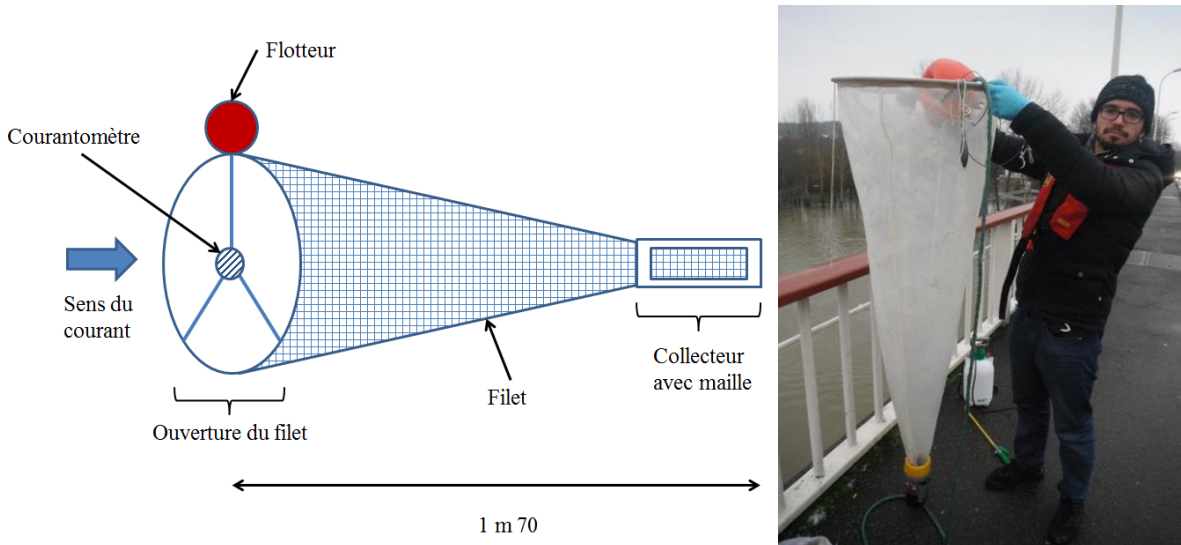 Flotteur
Courantomètre
Sens du
courant
Ouverture du filet
Filet
Collecteur
avec maille
1 m 70